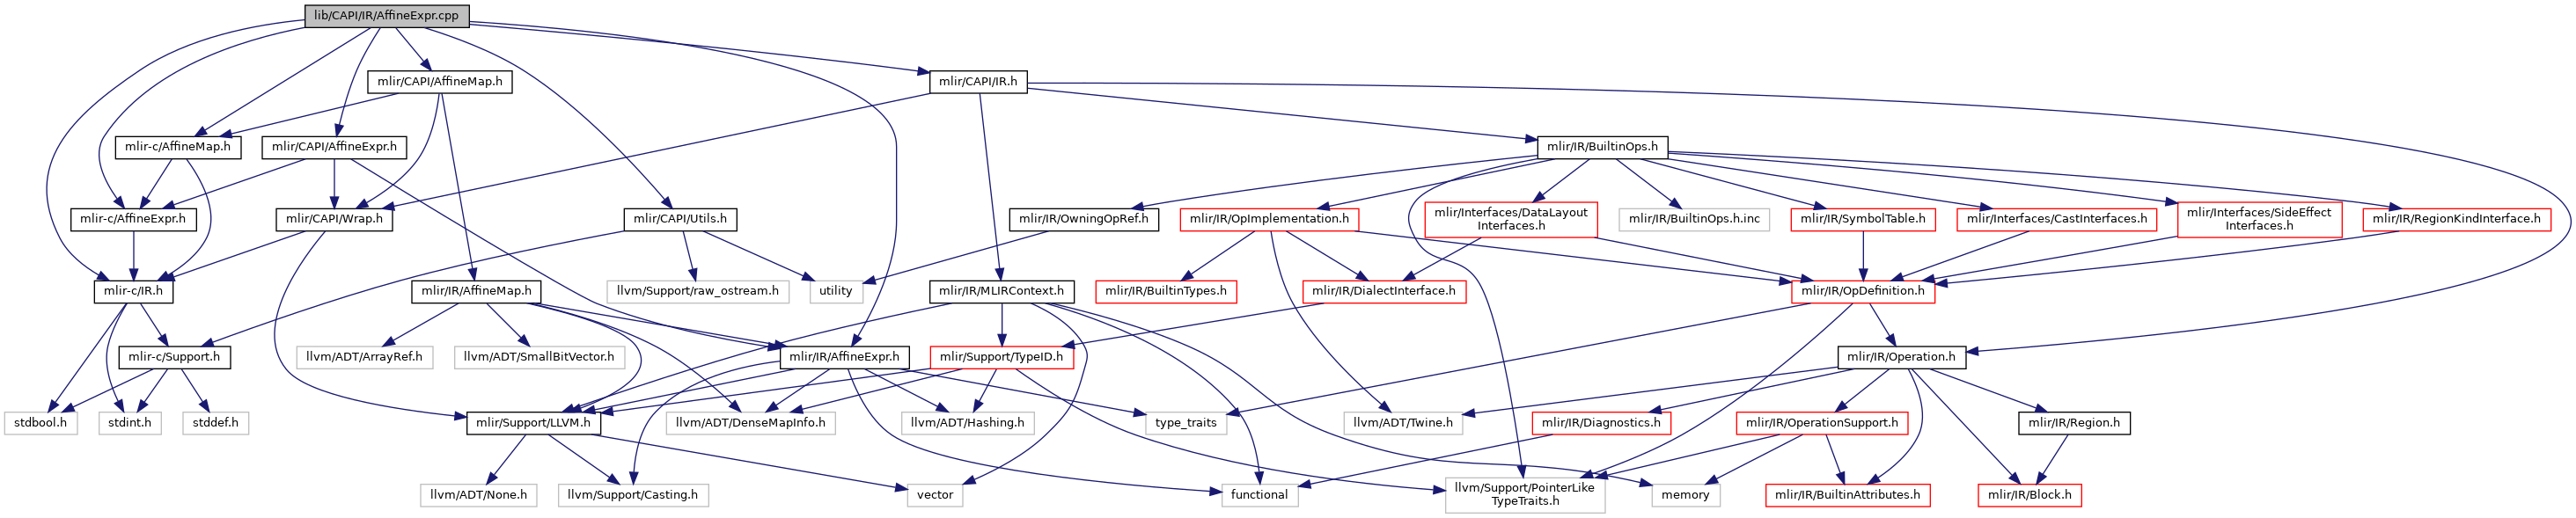 lib/CAPI/IR/AffineExpr.cpp
mlir/CAPI/AffineMap.h
mlir/CAPI/IR.h
mlir-c/AffineMap.h
mlir/CAPI/AffineExpr.h
mlir/IR/BuiltinOps.h
mlir-c/AffineExpr.h
mlir/CAPI/Wrap.h
mlir/CAPI/Utils.h
mlir/IR/OwningOpRef.h
mlir/IR/OpImplementation.h
mlir/Interfaces/DataLayout
Interfaces.h
mlir/IR/BuiltinOps.h.inc
mlir/IR/SymbolTable.h
mlir/Interfaces/CastInterfaces.h
mlir/Interfaces/SideEffect
Interfaces.h
mlir/IR/RegionKindInterface.h
mlir-c/IR.h
mlir/IR/AffineMap.h
llvm/Support/raw_ostream.h
utility
mlir/IR/MLIRContext.h
mlir/IR/BuiltinTypes.h
mlir/IR/DialectInterface.h
mlir/IR/OpDefinition.h
mlir-c/Support.h
llvm/ADT/ArrayRef.h
llvm/ADT/SmallBitVector.h
mlir/IR/AffineExpr.h
mlir/Support/TypeID.h
mlir/IR/Operation.h
stdbool.h
stdint.h
stddef.h
mlir/Support/LLVM.h
llvm/ADT/DenseMapInfo.h
llvm/ADT/Hashing.h
type_traits
llvm/ADT/Twine.h
mlir/IR/Diagnostics.h
mlir/IR/OperationSupport.h
mlir/IR/Region.h
llvm/ADT/None.h
llvm/Support/Casting.h
vector
functional
llvm/Support/PointerLike
TypeTraits.h
memory
mlir/IR/BuiltinAttributes.h
mlir/IR/Block.h